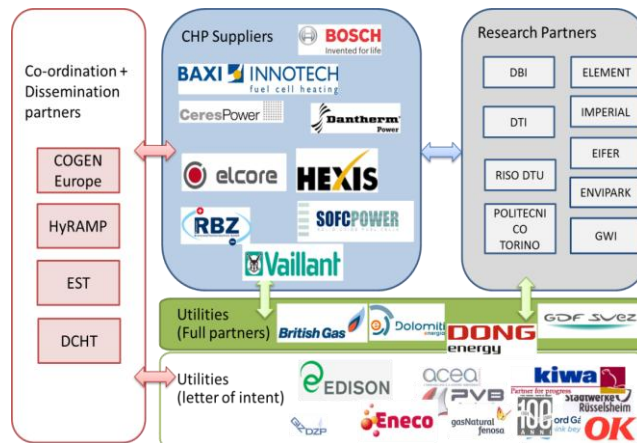 Co-ordination +
Dissemination
partners
COGEN
Europe
HyRAMP
EST
DCHT
CHP Suppliers
BOSCH
Invented for life
BAXI INNOTECH
fuel cell heating
CeresPower
Dantherm
Power
elcore
HEXIS
RBZ
SOFCPOWER
Vaillant
Research Partners
DBI
ELEMENT
DTI
IMPERIAL
EIFER
RISO DTU
ENVIPARK
POLITECNI
CO
TORINO
GWI
Utilities
(Full partners)
British Gas
Dolomiti
energia
DONG
energy
GDF SUEZ
Utilities
(letter of intent)
EDISON
acea
kiwa
Partner for progress
PVB
Stadtwerke
Rüsselsheim
DZP
Eneco
gasNatural
fenosa
100
OK